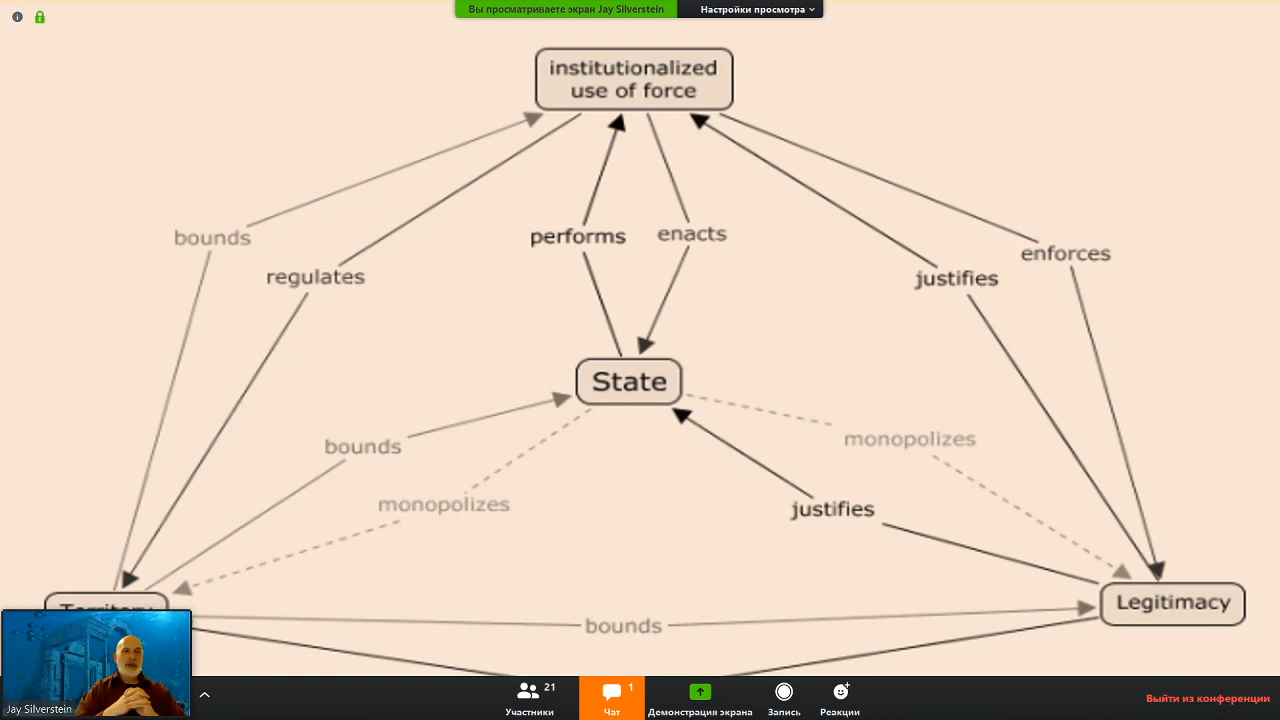 Вы просматриваете экран Jay Silverstein
Настройки просмотра
institutionalized
use of force
bounds
performs
enacts
regulates
enforces
justifies
State
bounds
monopolizes
monopolizes
justifies
Territory
Legitimacy
bounds
Jay Silverstein
21
Участники
1
Чат
Демонстрация экрана
Запись
Реакции
Выйти из конференции